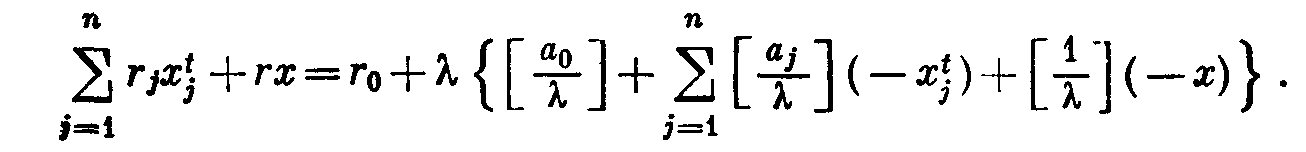 $$\sum_{j=1}^{n} r_j x_j^t + rx = r_0 + \lambda \left\{ \left[ \frac{a_0}{\lambda} \right] + \sum_{j=1}^{n} \left[ \frac{a_j}{\lambda} \right] (-x_j^t) + \left[ \frac{1}{\lambda} \right] (-x) \right\}.$$